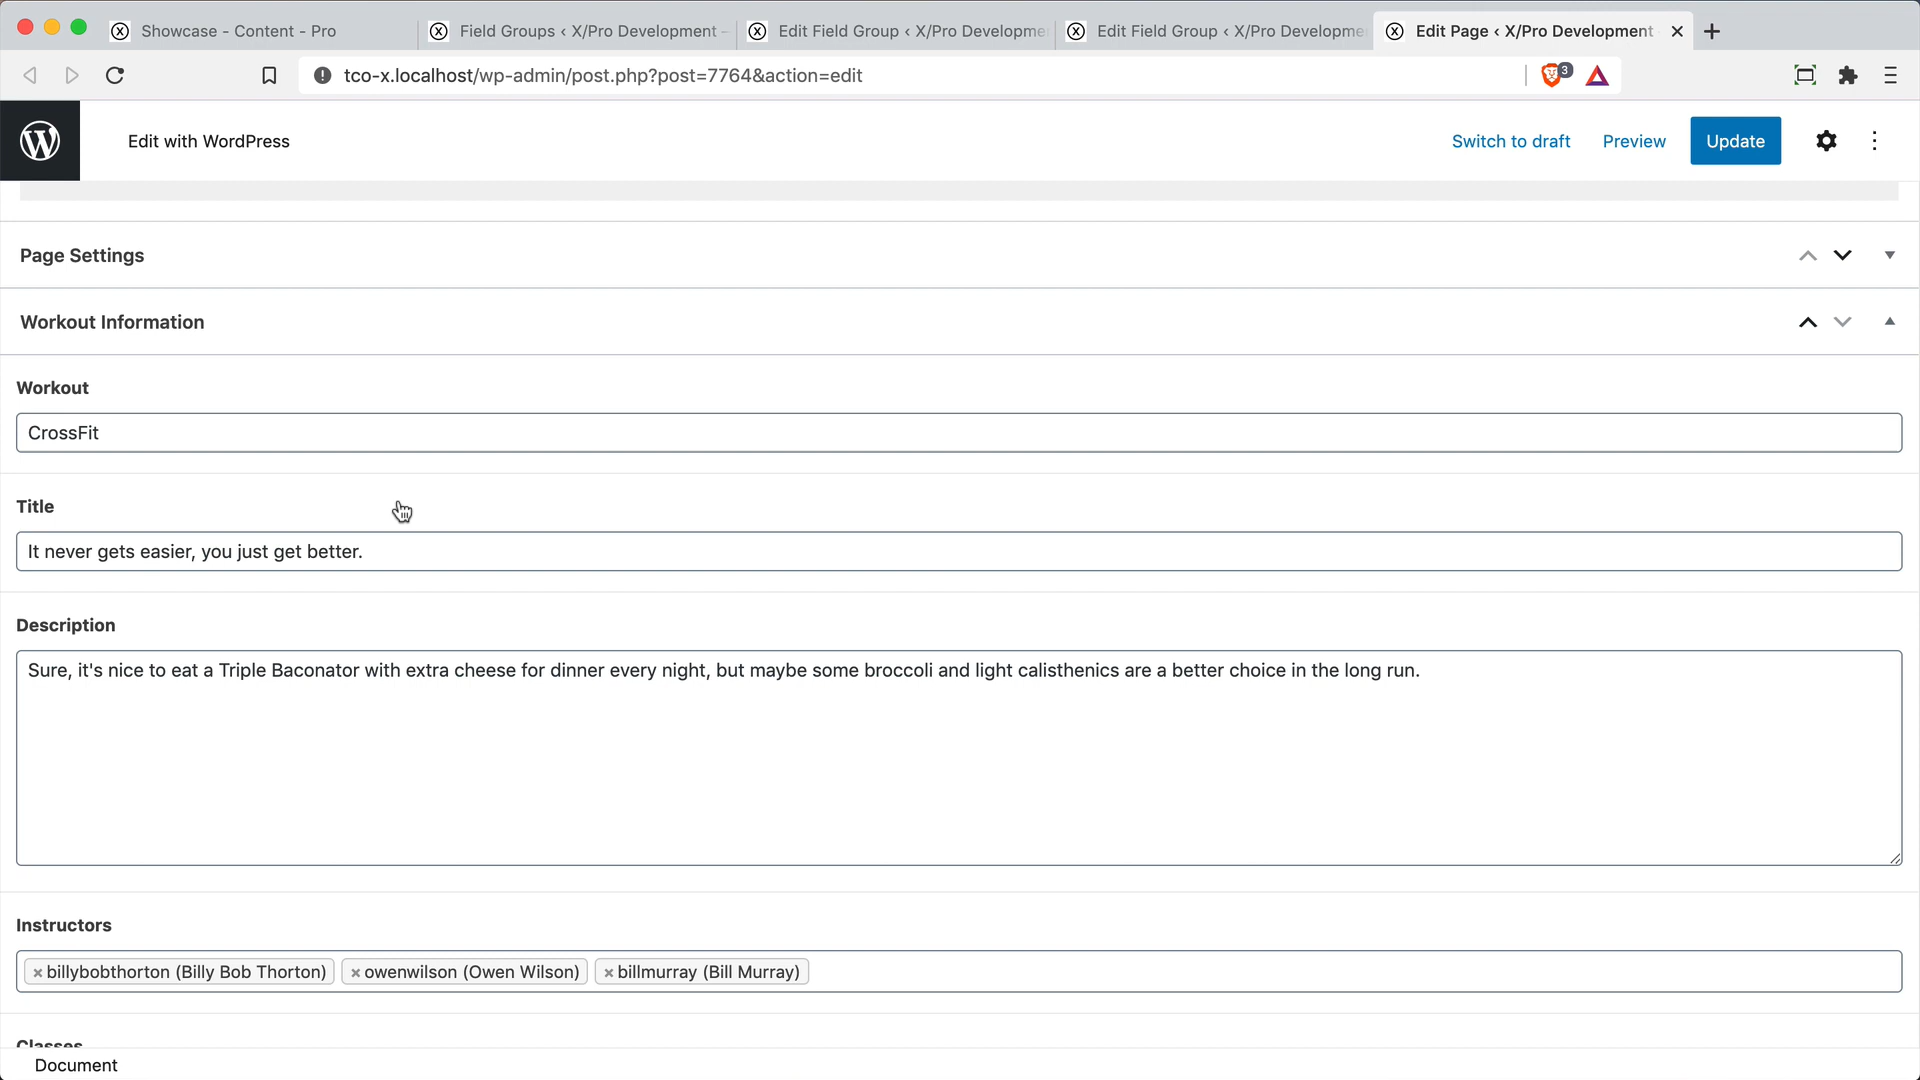 Showcase - Content - Pro
Field Groups ‹ X/Pro Development -
Edit Field Group ‹ X/Pro Developme
Edit Field Group ‹ X/Pro Developme
Edit Page ‹ X/Pro Development
tco-x.localhost/wp-admin/post.php?post=7764&action=edit
3
Edit with WordPress
Switch to draft
Preview
Update
Page Settings
Workout Information
Workout
CrossFit
Title
It never gets easier, you just get better.
Description
Sure, it's nice to eat a Triple Baconator with extra cheese for dinner every night, but maybe some broccoli and light calisthenics are a better choice in the long run.
Instructors
×billybobthorton (Billy Bob Thorton) ×owenwilson (Owen Wilson) ×billmurray (Bill Murray)
Classes
Document